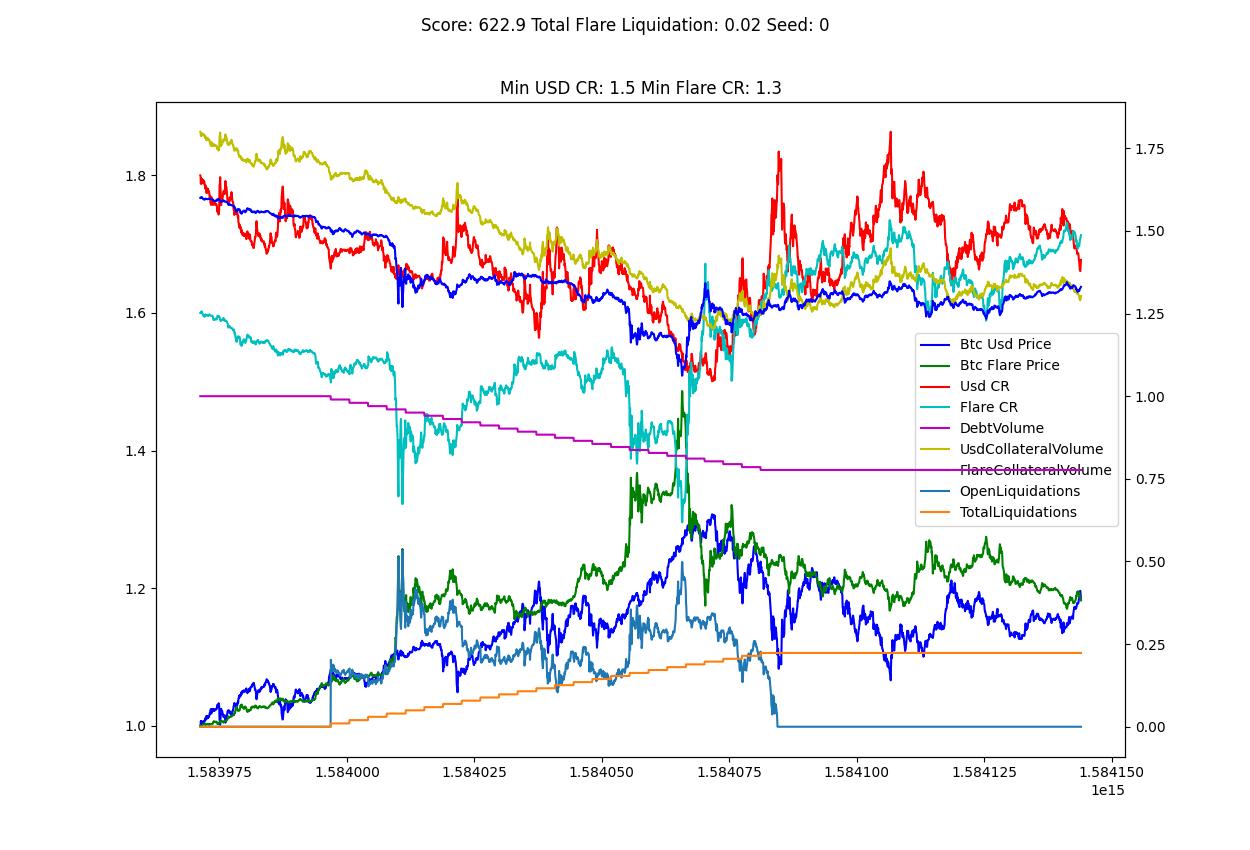 Score: 622.9 Total Flare Liquidation: 0.02 Seed: 0
Min USD CR: 1.5 Min Flare CR: 1.3
1.8
1.6
1.4
1.2
1.0
1.75
1.50
1.25
1.00
0.75
0.50
0.25
0.00
Btc Usd Price
Btc Flare Price
Usd CR
Flare CR
DebtVolume
UsdCollateralVolume
FlareCollateralVolume
OpenLiquidations
TotalLiquidations
1.583975 1.584000 1.584025 1.584050 1.584075 1.584100 1.584125 1.584150
1e15